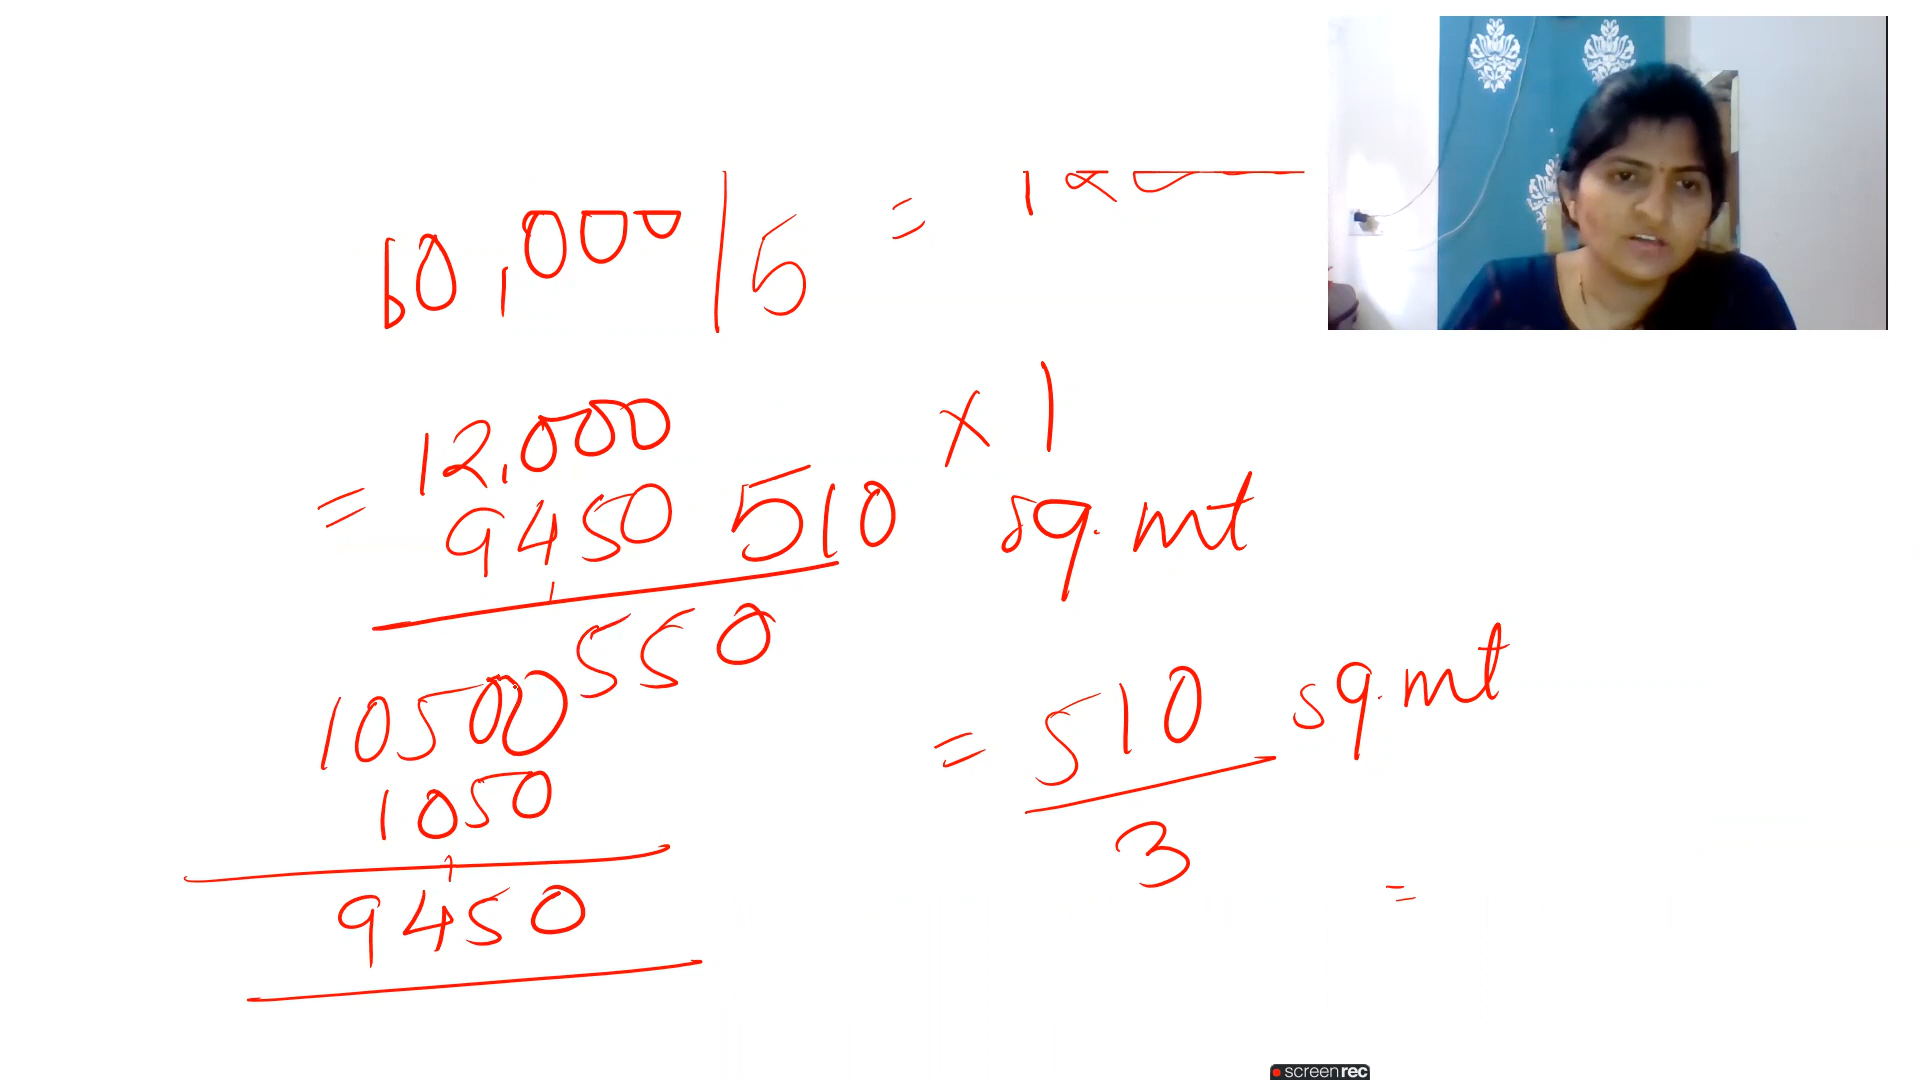 60,000/5 =
= 12,000 × 1
9450 510 sq.mt
550
10500
1050
9450
= 510 sq.mt
3
=
screenrec